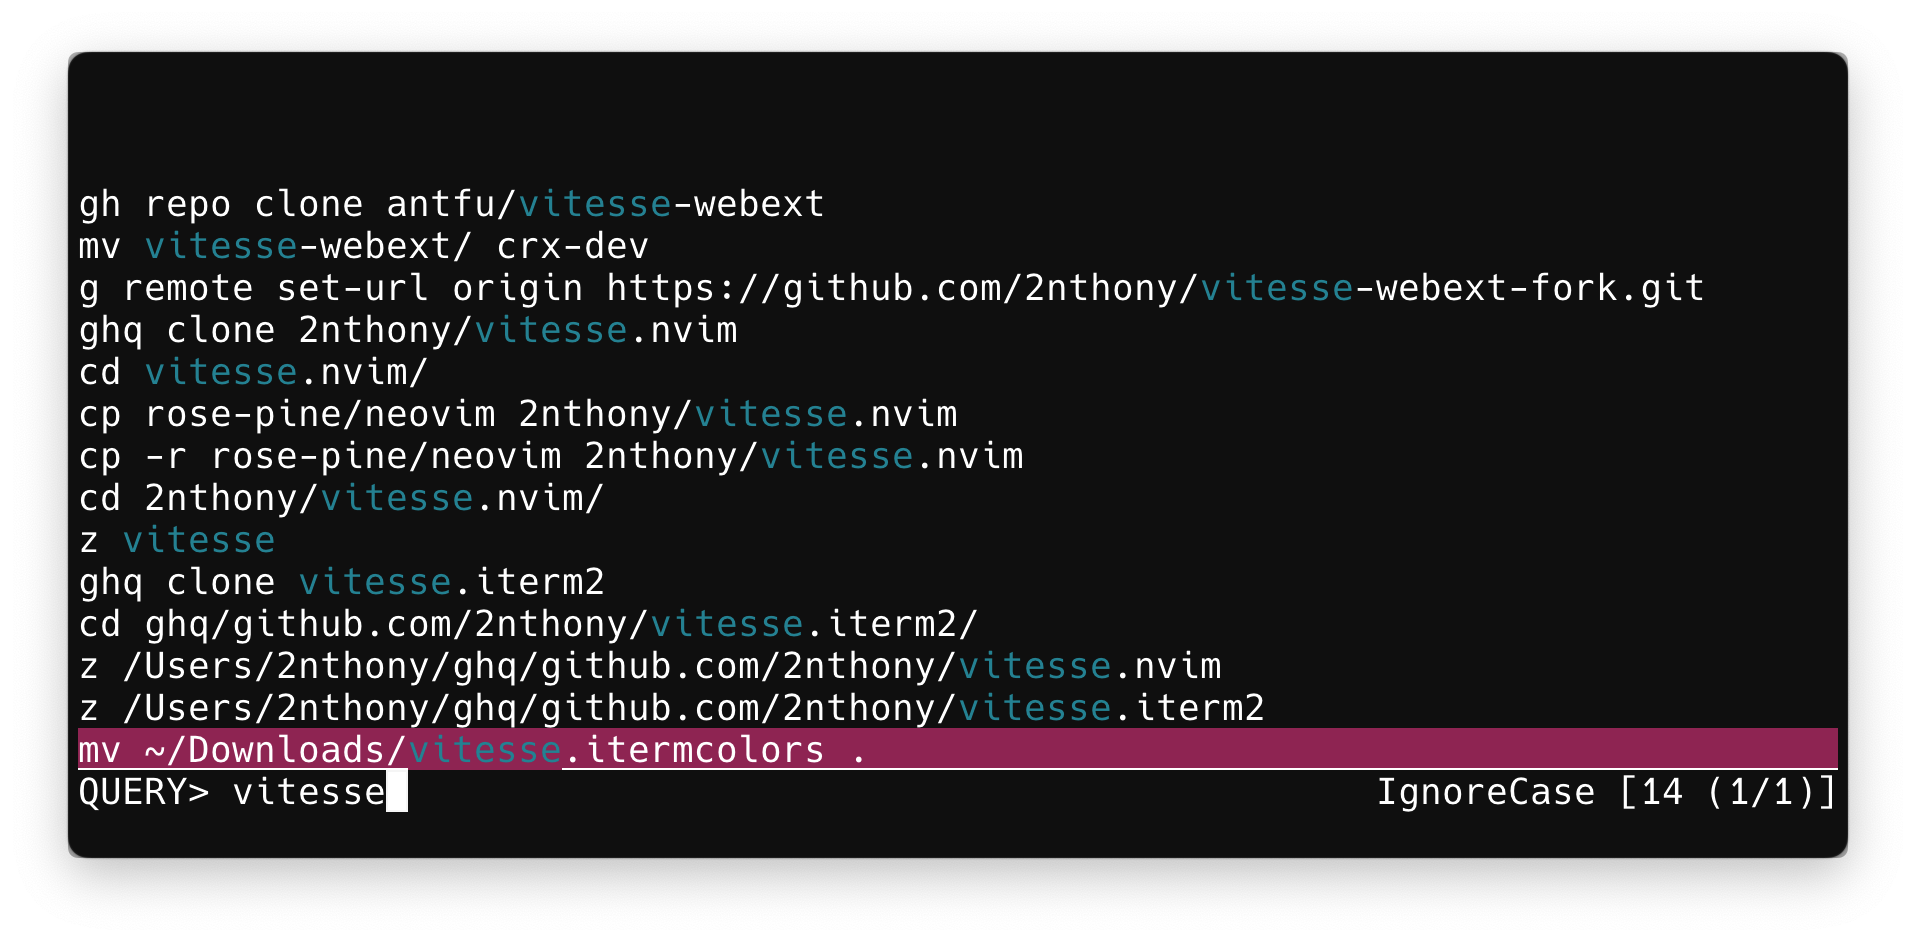 gh repo clone antfu/vitesse-webext
mv vitesse-webext/ crx-dev
g remote set-url origin https://github.com/2nthony/vitesse-webext-fork.git
ghq clone 2nthony/vitesse.nvim
cd vitesse.nvim/
cp rose-pine/neovim 2nthony/vitesse.nvim
cp -r rose-pine/neovim 2nthony/vitesse.nvim
cd 2nthony/vitesse.nvim/
z vitesse
ghq clone vitesse.iterm2
cd ghq/github.com/2nthony/vitesse.iterm2/
z /Users/2nthony/ghq/github.com/2nthony/vitesse.nvim
z /Users/2nthony/ghq/github.com/2nthony/vitesse.iterm2
mv ~/Downloads/vitesse.itermcolors .
QUERY> vitesse IgnoreCase [14 (1/1)]